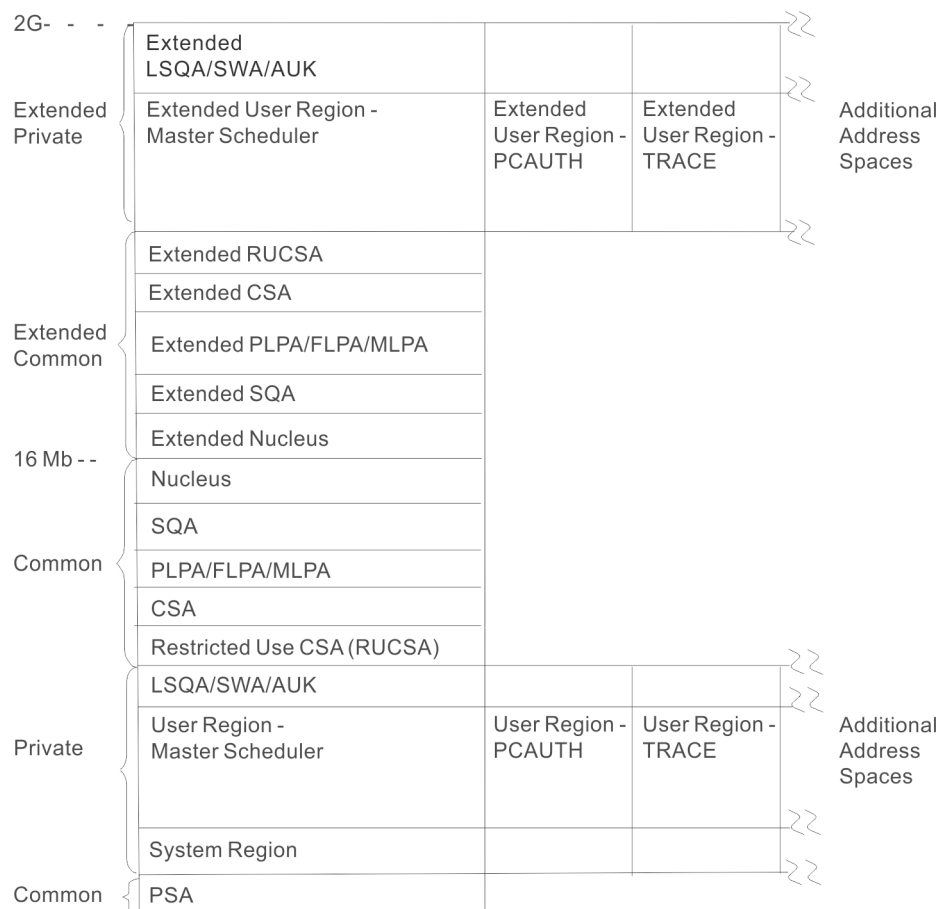 2G- - - -
Extended
LSQA/SWA/AUK
Extended
Private
Extended User Region -
Master Scheduler
Extended
User Region -
PCAUTH
Extended
User Region -
TRACE
Additional
Address
Spaces
Extended RUCSA
Extended CSA
Extended
Common
Extended PLPA/FLPA/MLPA
Extended SQA
Extended Nucleus
16 Mb - -
Nucleus
SQA
Common
PLPA/FLPA/MLPA
CSA
Restricted Use CSA (RUCSA)
LSQA/SWA/AUK
Private
User Region -
Master Scheduler
User Region -
PCAUTH
User Region -
TRACE
Additional
Address
Spaces
System Region
Common
PSA